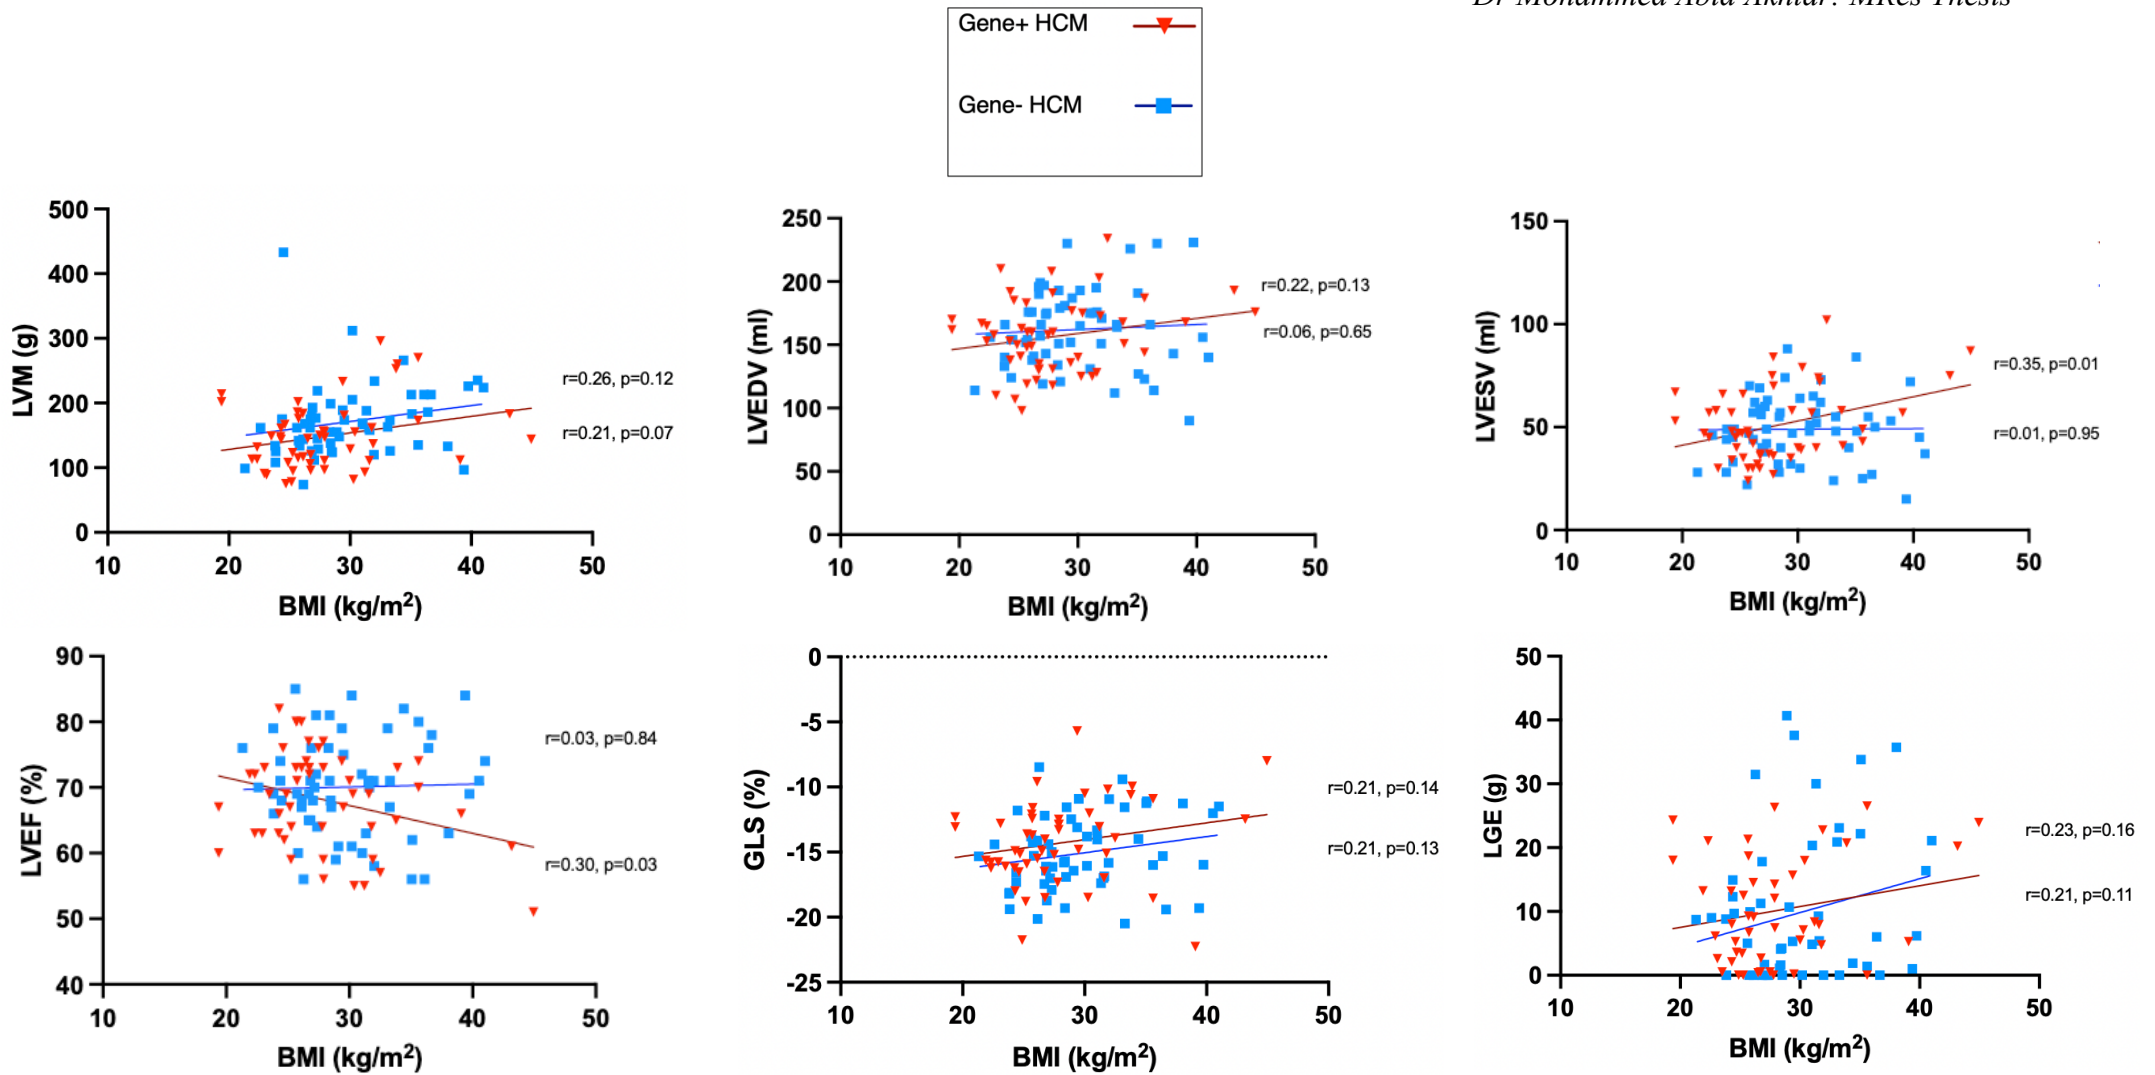 Dr Mohammed Abid Akhtar: MRes Thesis
Gene+ HCM
Gene- HCM
500
400
300
200
100
0
LVM (g)
r=0.26, p=0.12
r=0.21, p=0.07
10 20 30 40 50
BMI (kg/m²)
250
200
150
100
50
0
LVEDV (ml)
r=0.22, p=0.13
r=0.06, p=0.65
10 20 30 40 50
BMI (kg/m²)
150
100
50
0
LVESV (ml)
r=0.35, p=0.01
r=0.01, p=0.95
10 20 30 40 50
BMI (kg/m²)
90
80
70
60
50
40
LVEF (%)
r=0.03, p=0.84
r=0.30, p=0.03
10 20 30 40 50
BMI (kg/m²)
0
-5
-10
-15
-20
-25
GLS (%)
r=0.21, p=0.14
r=0.21, p=0.13
10 20 30 40 50
BMI (kg/m²)
50
40
30
20
10
0
LGE (g)
r=0.23, p=0.16
r=0.21, p=0.11
10 20 30 40 50
BMI (kg/m²)